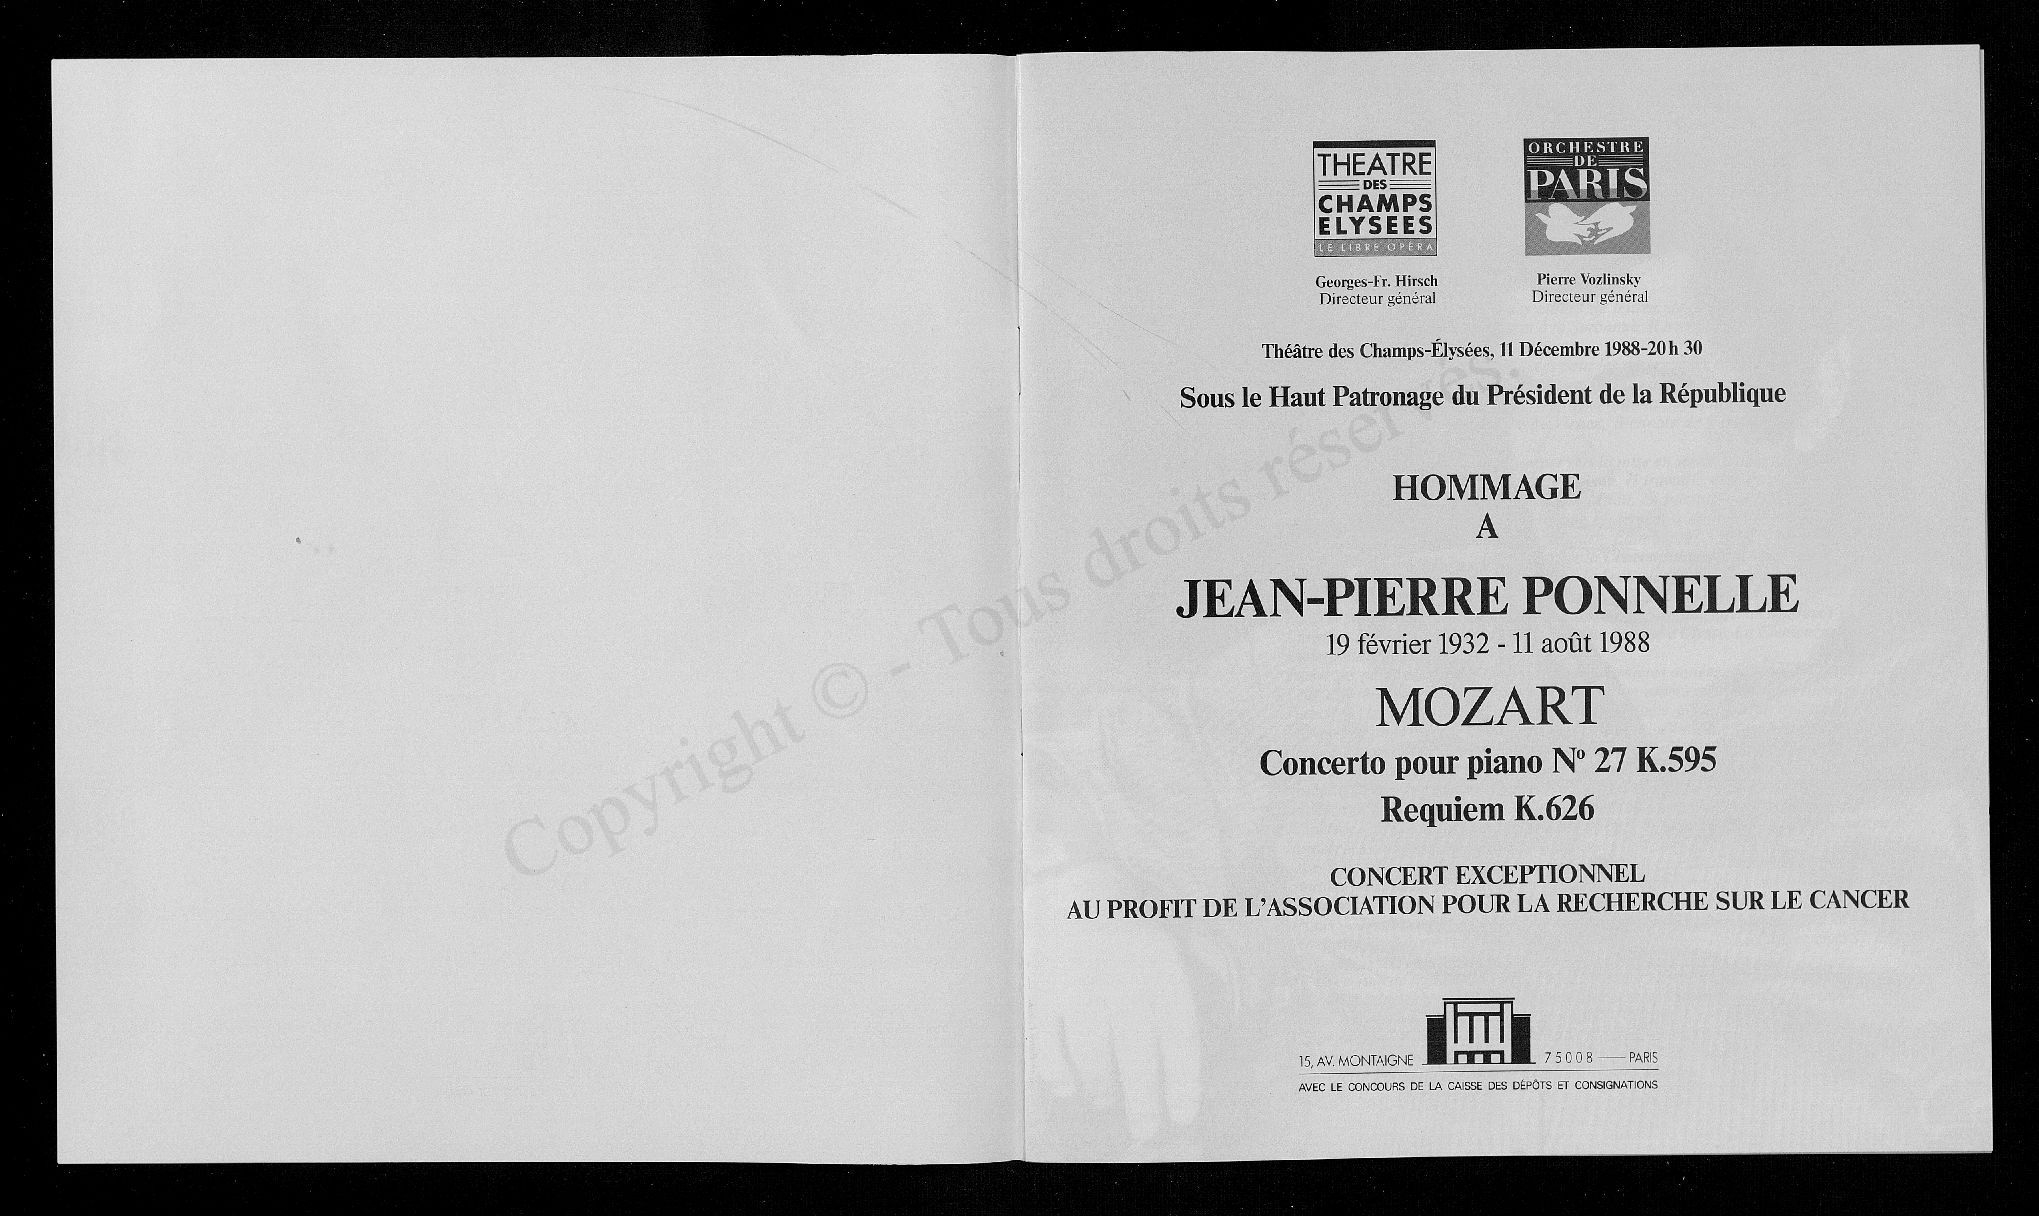 THEATRE
DES
CHAMPS
ELYSEES
LE LIBRE OPÉRA
Georges-Fr. Hirsch
Directeur général
ORCHESTRE
DE
PARIS
Pierre Vozlinsky
Directeur général
Théâtre des Champs-Élysées, 11 Décembre 1988-20 h 30
Sous le Haut Patronage du Président de la République
HOMMAGE
A
JEAN-PIERRE PONNELLE
19 février 1932 - 11 août 1988
MOZART
Concerto pour piano Nº 27 K.595
Requiem K.626
CONCERT EXCEPTIONNEL
AU PROFIT DE L'ASSOCIATION POUR LA RECHERCHE SUR LE CANCER
15, AV. MONTAIGNE 75008 — PARIS
AVEC LE CONCOURS DE LA CAISSE DES DÉPÔTS ET CONSIGNATIONS
Copyright © - Tous droits réservés.